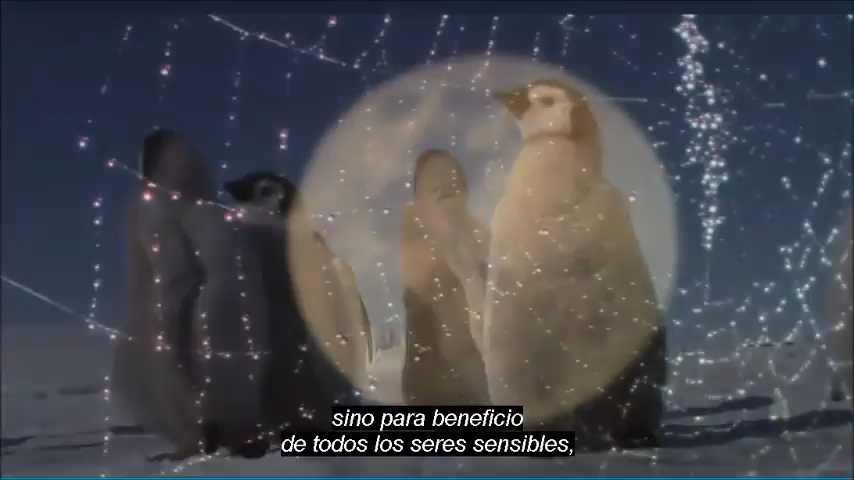 sino para beneficio
de todos los seres sensibles,